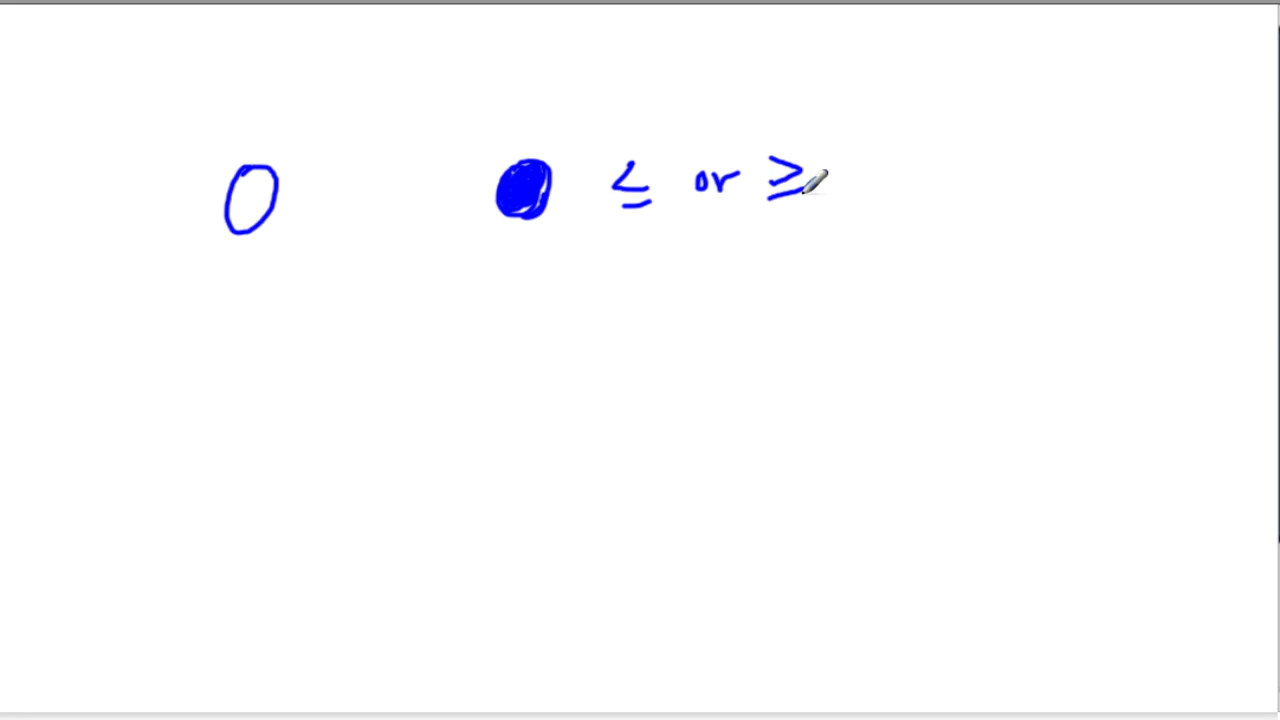 ○ ● ≤ or ≥